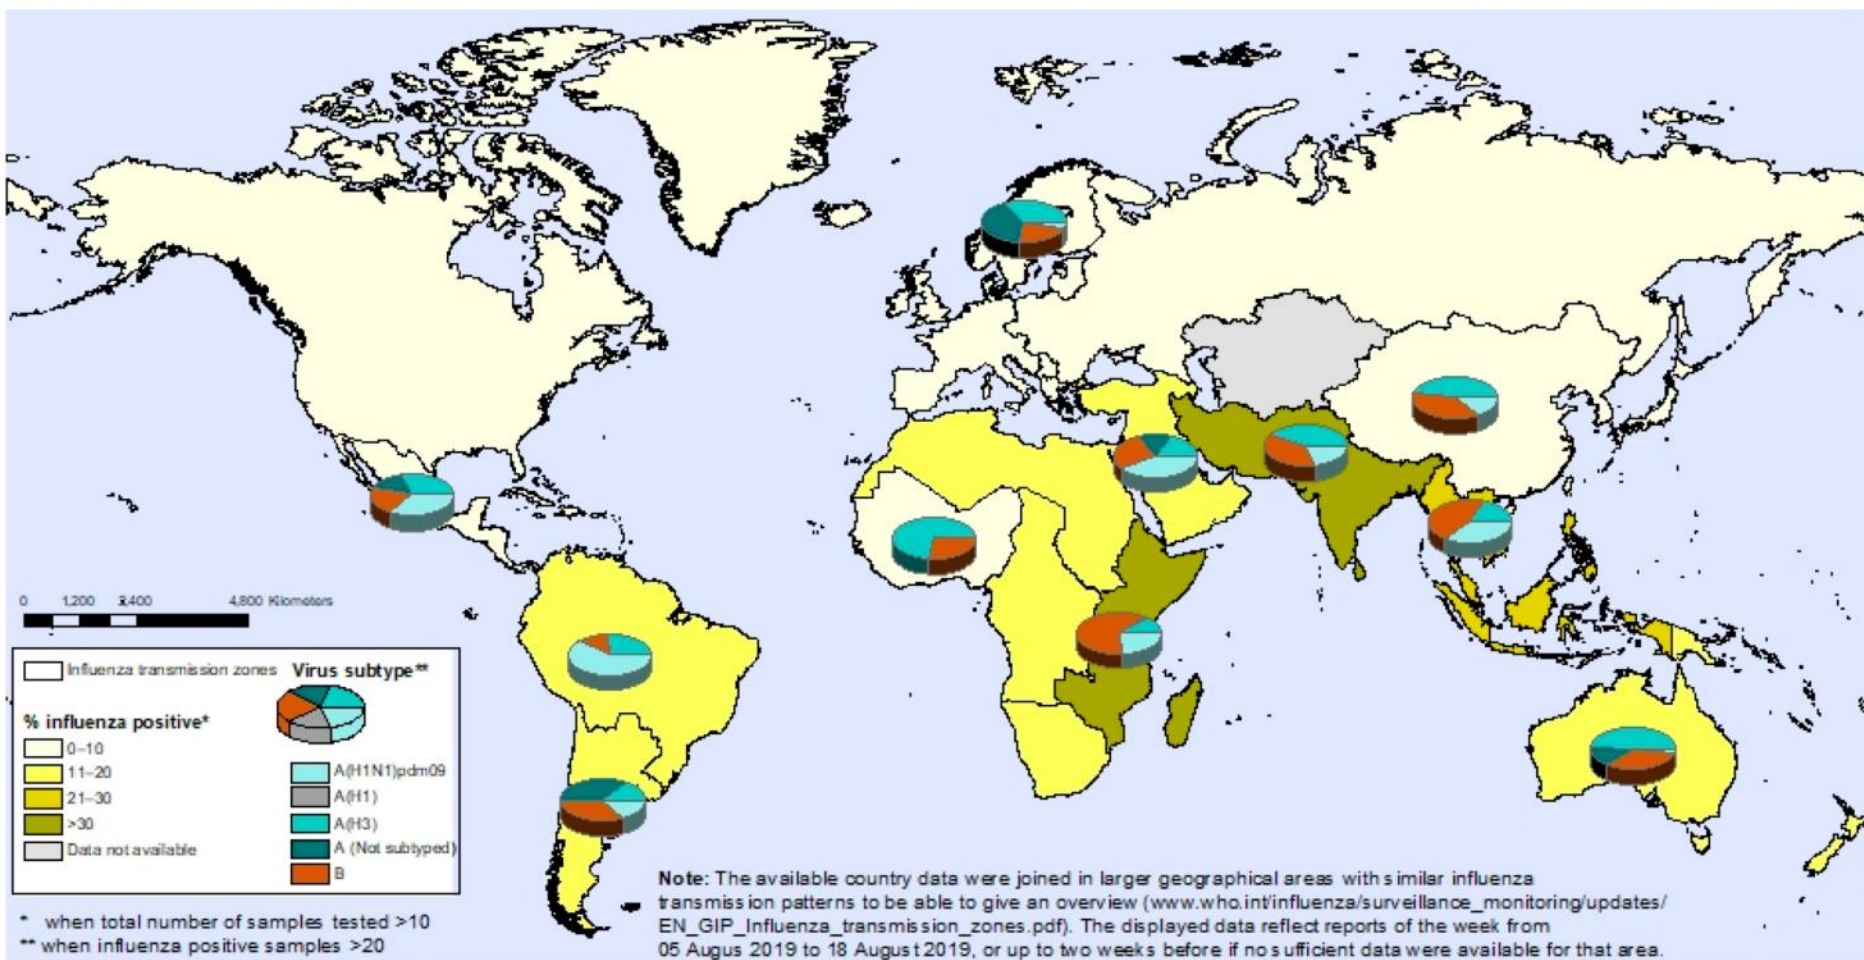 0 1,200 2,400 4,800 Kilometers
Influenza transmission zones
% influenza positive*
0–10
11–20
21–30
>30
Data not available
Virus subtype**
A(H1N1)pdm09
A(H1)
A(H3)
A (Not subtyped)
B
* when total number of samples tested >10
** when influenza positive samples >20
Note: The available country data were joined in larger geographical areas with similar influenza
transmission patterns to be able to give an overview (www.who.int/influenza/surveillance_monitoring/updates/
EN_GIP_Influenza_transmission_zones.pdf). The displayed data reflect reports of the week from
05 Augus 2019 to 18 August 2019, or up to two weeks before if no sufficient data were available for that area.